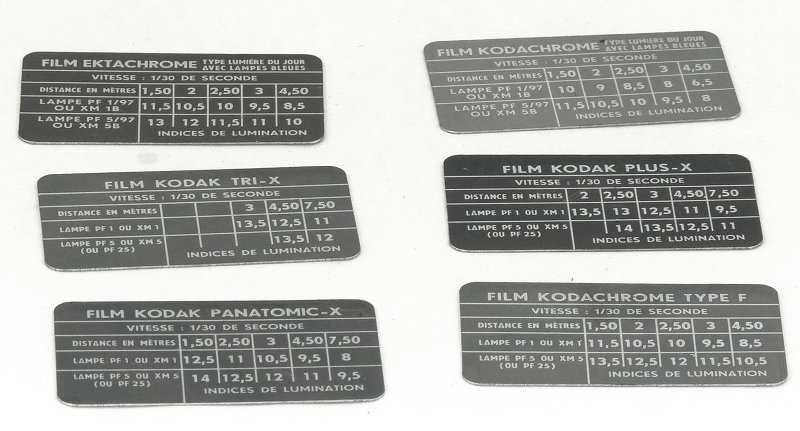 FILM EKTACHROME TYPE LUMIÈRE DU JOUR
AVEC LAMPES BLEUES
VITESSE : 1/30 DE SECONDE
DISTANCE EN MÈTRES 1,50 2 2,50 3 4,50
LAMPE PF 1/97
OU XM 1B 11,5 10,5 10 9,5 8,5
LAMPE PF 5/97
OU XM 5B 13 12 11,5 11 10
INDICES DE LUMINATION
FILM KODACHROME TYPE LUMIÈRE DU JOUR
AVEC LAMPES BLEUES
VITESSE : 1/30 DE SECONDE
DISTANCE EN MÈTRES 1,50 2 2,50 3 4,50
LAMPE PF 1/97
OU XM 1B 10 9 8,5 8 6,5
LAMPE PF 5/97
OU XM 5B 11,5 10,5 10 9,5 8
INDICES DE LUMINATION
FILM KODAK TRI-X
VITESSE : 1/30 DE SECONDE
DISTANCE EN MÈTRES 3 4,50 7,50
LAMPE PF 1 OU XM 1 13,5 12,5 11
LAMPE PF 5 OU XM 5
(OU PF 25) 13,5 12
INDICES DE LUMINATION
FILM KODAK PLUS-X
VITESSE : 1/30 DE SECONDE
DISTANCE EN MÈTRES 2 2,50 3 4,50 7,50
LAMPE PF 1 OU XM 1 13,5 13 12,5 11 9,5
LAMPE PF 5 OU XM 5
(OU PF 25) 14 13,5 12,5 11
INDICES DE LUMINATION
FILM KODAK PANATOMIC-X
VITESSE : 1/30 DE SECONDE
DISTANCE EN MÈTRES 1,50 2,50 3 4,50 7,50
LAMPE PF 1 OU XM 1 12,5 11 10,5 9,5 8
LAMPE PF 5 OU XM 5
(OU PF 25) 14 12,5 12 11 9,5
INDICES DE LUMINATION
FILM KODACHROME TYPE F
VITESSE : 1/30 DE SECONDE
DISTANCE EN MÈTRES 1,50 2 2,50 3 4,50
LAMPE PF 1 OU XM 1 11,5 10,5 10 9,5 8,5
LAMPE PF 5 OU XM 5
(OU PF 25) 13,5 12,5 12 11,5 10,5
INDICES DE LUMINATION